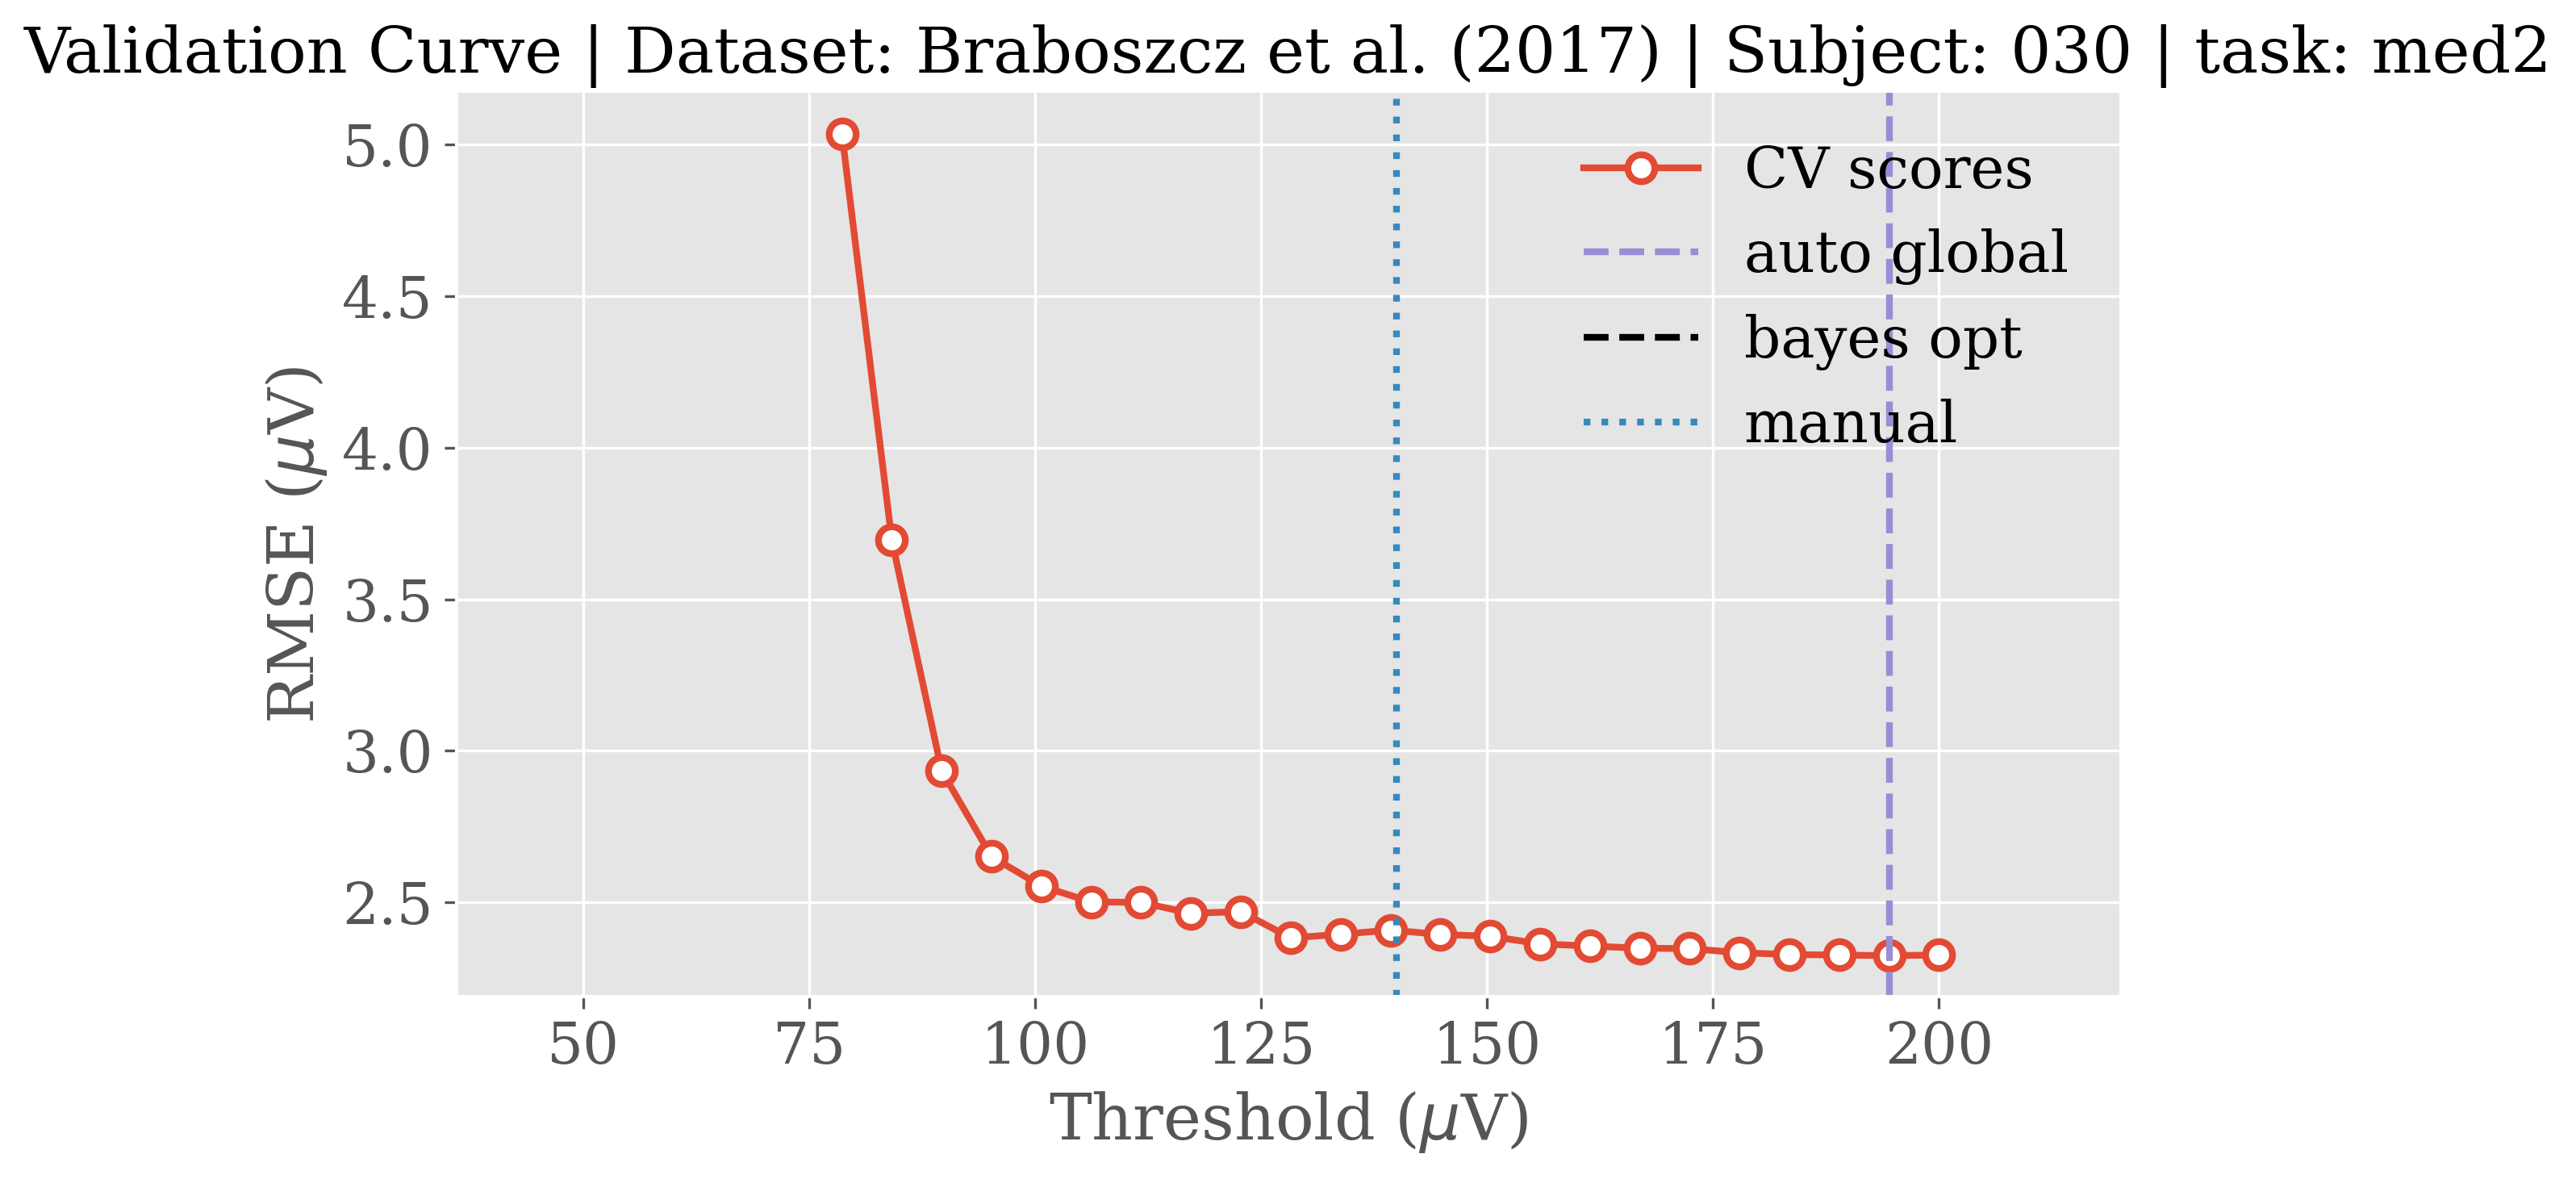 Validation Curve | Dataset: Braboszcz et al. (2017) | Subject: 030 | task: med2
5.0
4.5
4.0
3.5
3.0
2.5
RMSE (μV)
CV scores
auto global
bayes opt
manual
50 75 100 125 150 175 200
Threshold (μV)